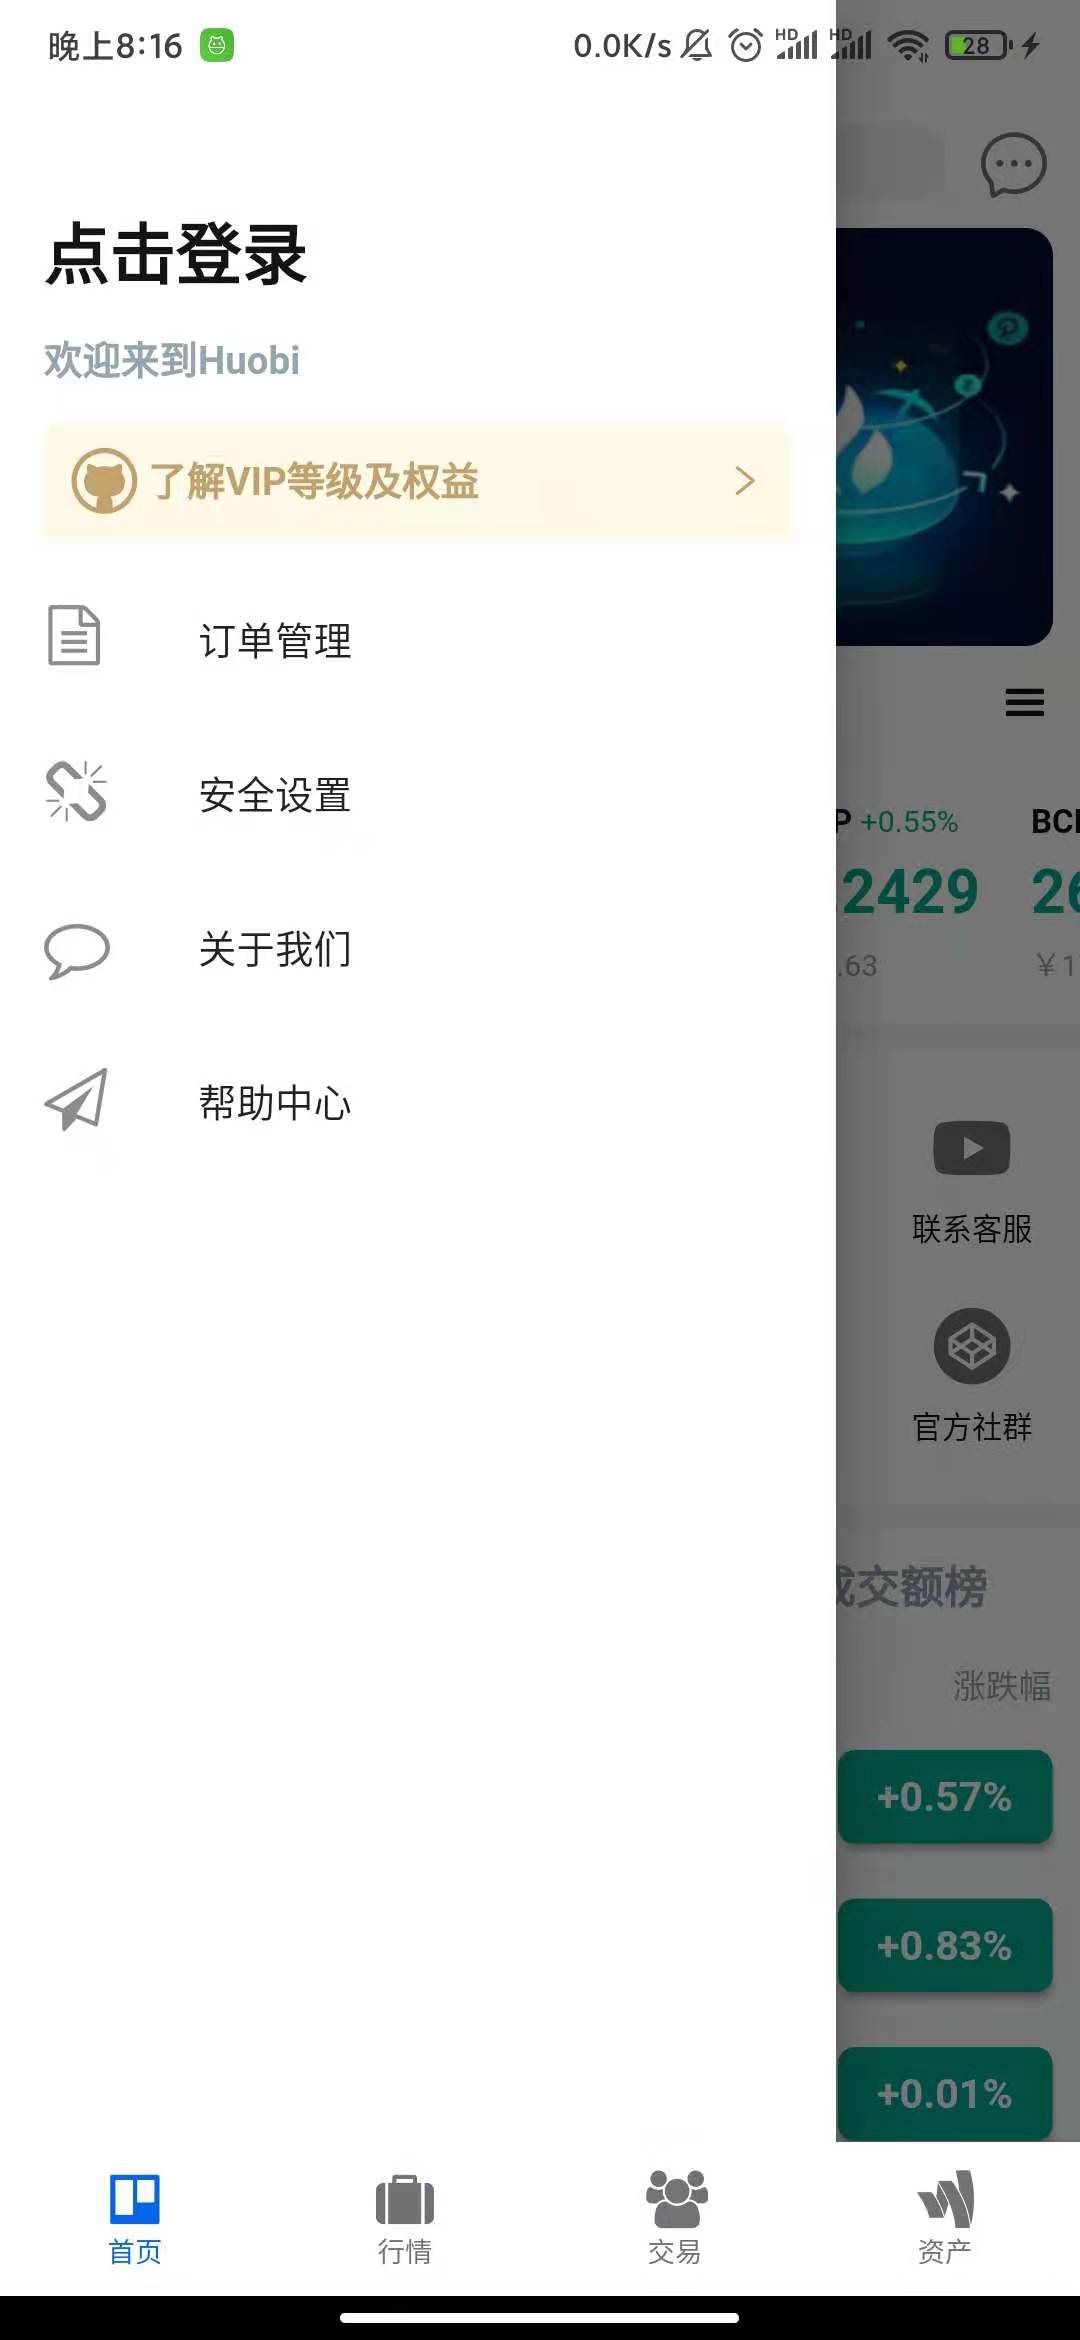 晚上8:16
0.0K/s
HD
HD
28
点击登录
欢迎来到Huobi
了解VIP等级及权益
订单管理
安全设置
关于我们
帮助中心
P +0.55%
2429
.63
BC
26
¥1
联系客服
官方社群
成交额榜
涨跌幅
+0.57%
+0.83%
+0.01%
首页
行情
交易
资产